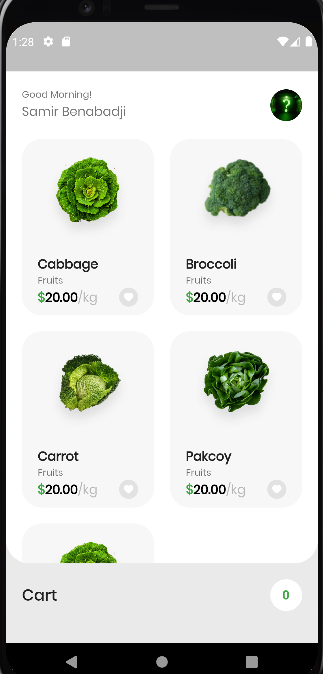 1:28
Good Morning!
Samir Benabadji
?
Cabbage
Fruits
$20.00/kg
Broccoli
Fruits
$20.00/kg
Carrot
Fruits
$20.00/kg
Pakcoy
Fruits
$20.00/kg
Cart
0